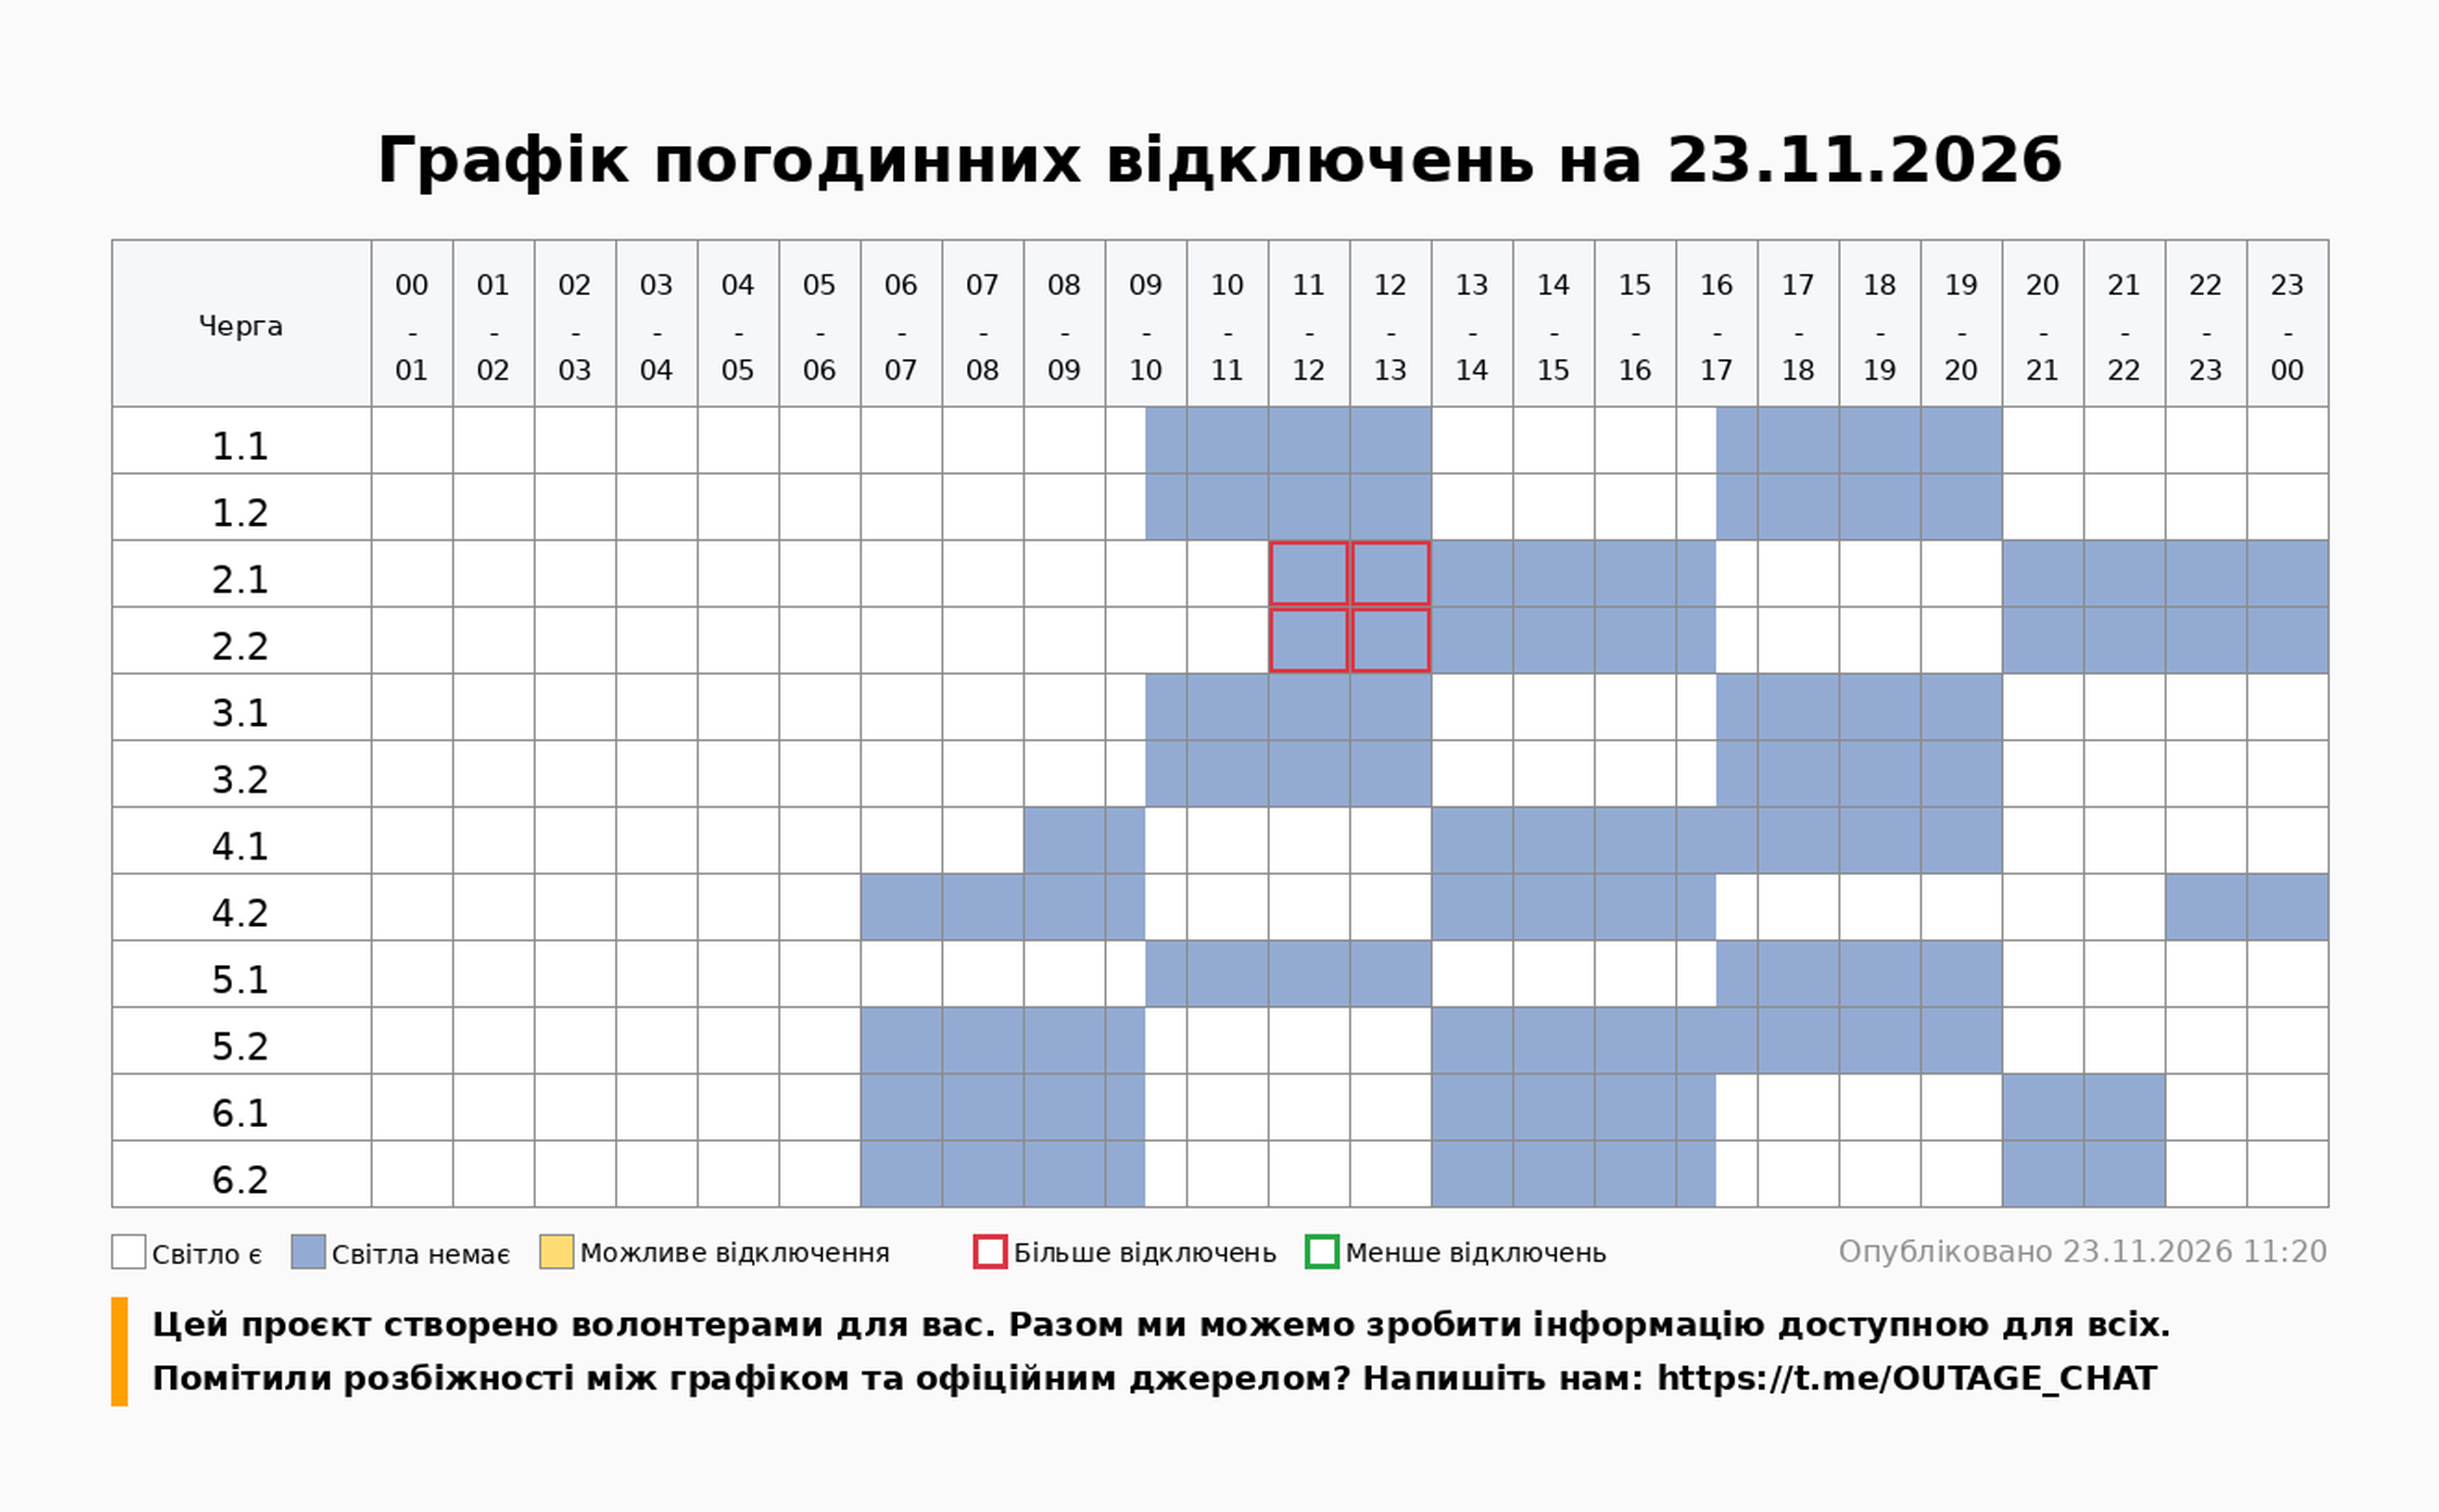 Графік погодинних відключень на 23.11.2026
Черга
00 - 01
01 - 02
02 - 03
03 - 04
04 - 05
05 - 06
06 - 07
07 - 08
08 - 09
09 - 10
10 - 11
11 - 12
12 - 13
13 - 14
14 - 15
15 - 16
16 - 17
17 - 18
18 - 19
19 - 20
20 - 21
21 - 22
22 - 23
23 - 00
1.1
1.2
2.1
2.2
3.1
3.2
4.1
4.2
5.1
5.2
6.1
6.2
Світло є Світла немає Можливе відключення Більше відключень Менше відключень Опубліковано 23.11.2026 11:20
Цей проєкт створено волонтерами для вас. Разом ми можемо зробити інформацію доступною для всіх.
Помітили розбіжності між графіком та офіційним джерелом? Напишіть нам: https://t.me/OUTAGE_CHAT